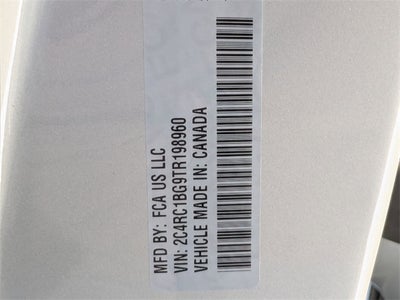 MFD BY: FCA US LLC
VIN: 2C4RC1BG9TR198960
VEHICLE MADE IN: CANADA